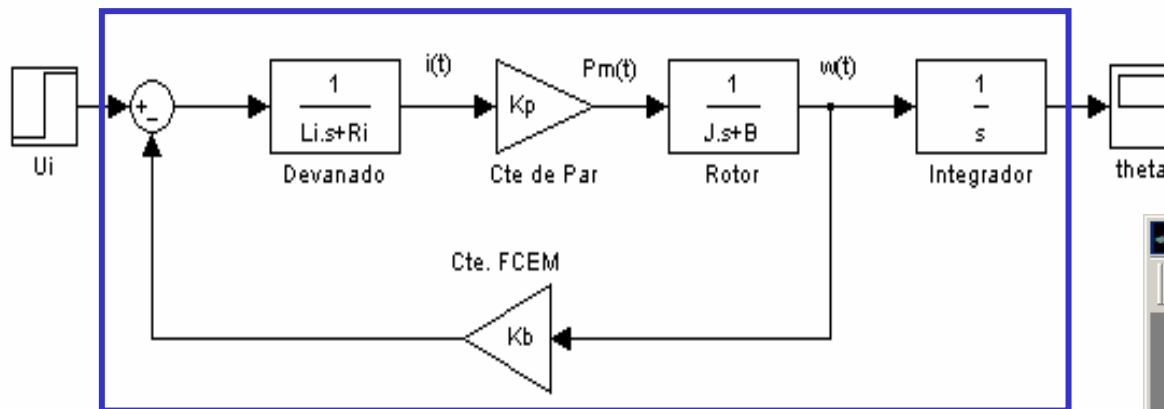 Ui
+
-
1
Li.s+Ri
Devanado
i(t)
Kp
Cte de Par
Pm(t)
1
J.s+B
Rotor
w(t)
1
s
Integrador
theta
Cte. FCEM
Kb